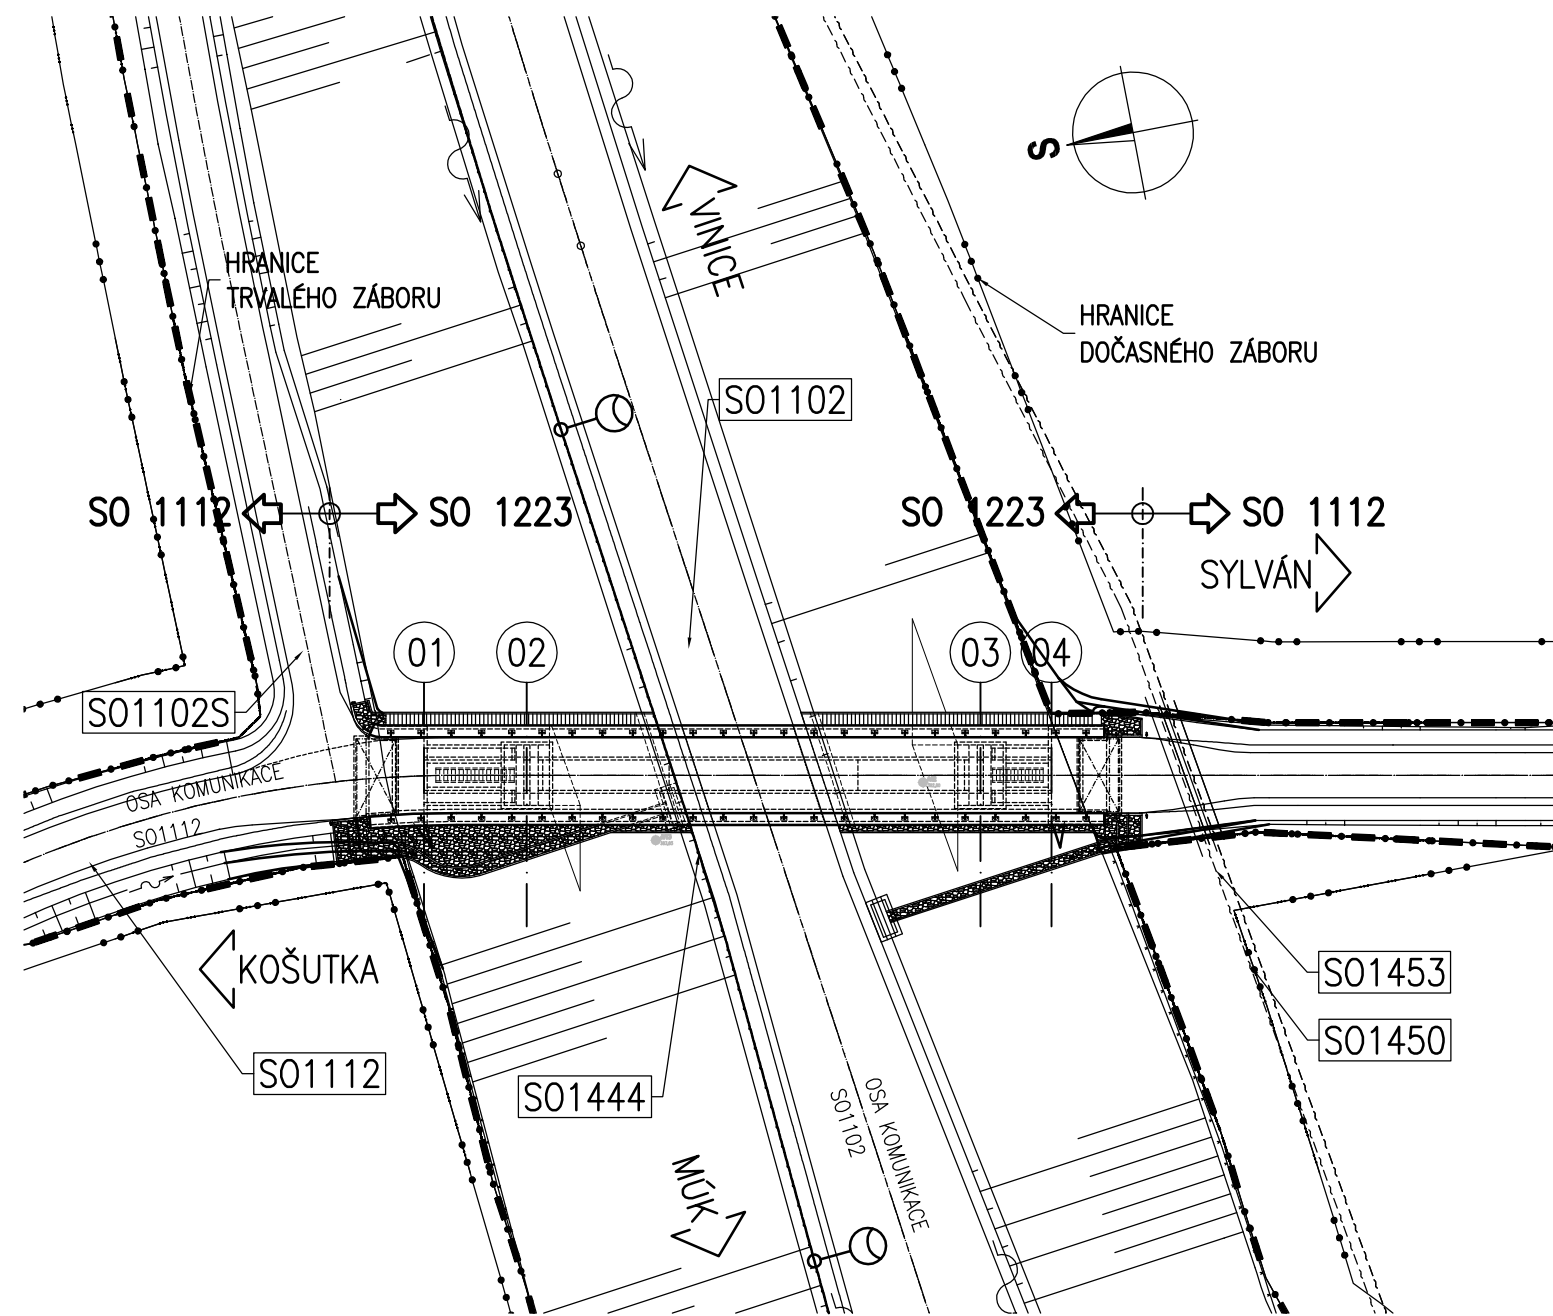 S
VINICE
HRANICE
TRVALÉHO ZÁBORU
HRANICE
DOČASNÉHO ZÁBORU
SO1102
SO 1112
SO 1223
SO 1223
SO 1112
SYLVÁN
01
02
03
04
SO1102S
OSA KOMUNIKACE
SO1112
KOŠUTKA
SO1453
SO1450
SO1112
SO1444
OSA KOMUNIKACE
SO1102
MÚK